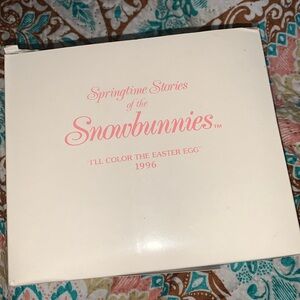 Springtime Stories
of the
Snowbunnies™
"I'LL COLOR THE EASTER EGG"
1996